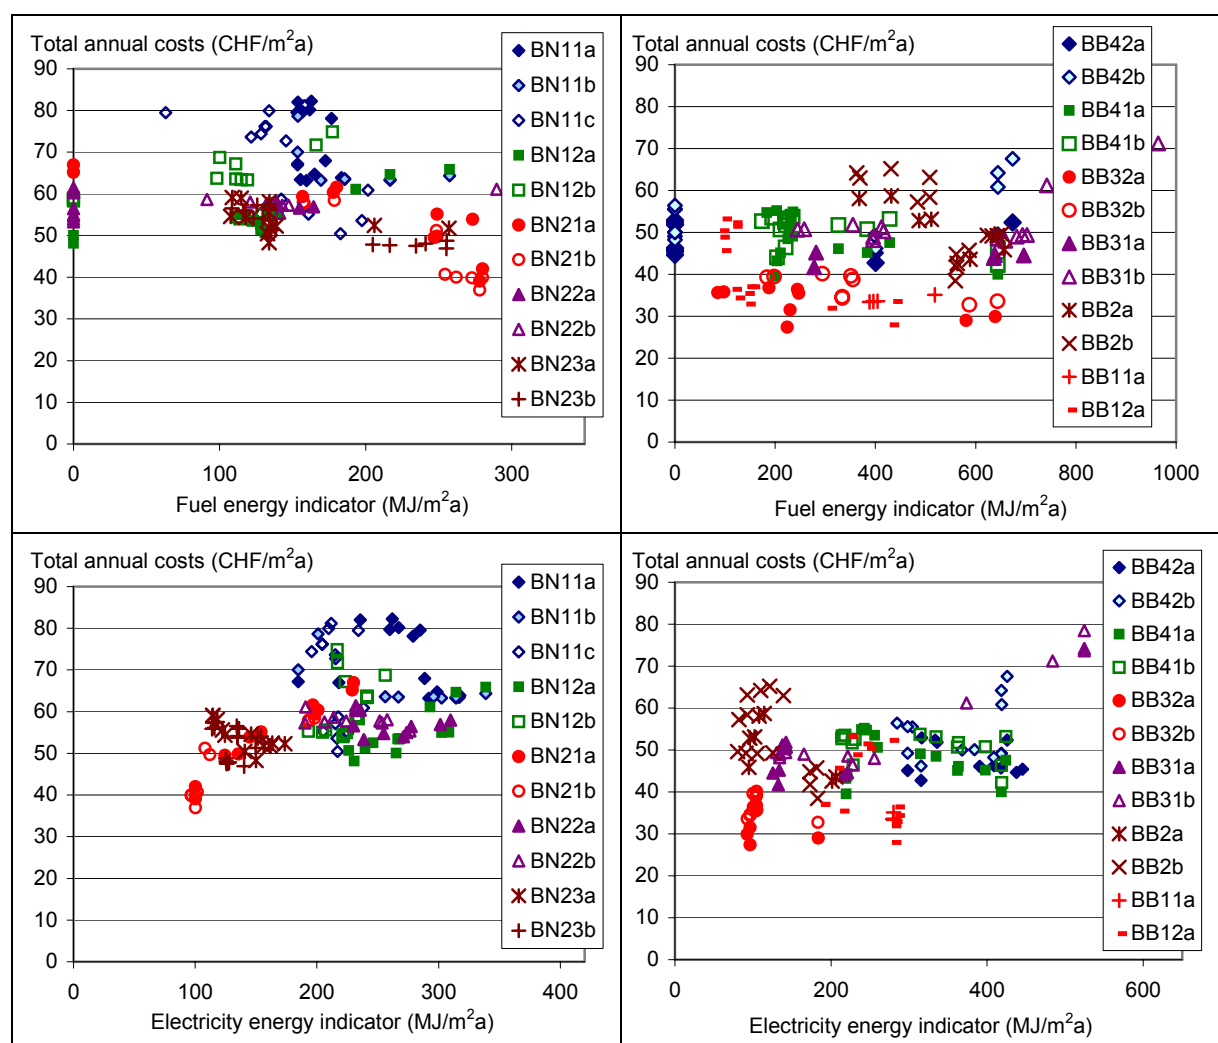 Total annual costs (CHF/m²a)
90
80
70
60
50
40
30
20
10
0
0
100
200
300
Fuel energy indicator (MJ/m²a)
BN11a
BN11b
BN11c
BN12a
BN12b
BN21a
BN21b
BN22a
BN22b
BN23a
BN23b
Total annual costs (CHF/m²a)
90
80
70
60
50
40
30
20
10
0
0
200
400
600
800
1000
Fuel energy indicator (MJ/m²a)
BB42a
BB42b
BB41a
BB41b
BB32a
BB32b
BB31a
BB31b
BB2a
BB2b
BB11a
BB12a
Total annual costs (CHF/m²a)
90
80
70
60
50
40
30
20
10
0
0
100
200
300
400
Electricity energy indicator (MJ/m²a)
BN11a
BN11b
BN11c
BN12a
BN12b
BN21a
BN21b
BN22a
BN22b
BN23a
BN23b
Total annual costs (CHF/m²a)
90
80
70
60
50
40
30
20
10
0
0
200
400
600
Electricity energy indicator (MJ/m²a)
BB42a
BB42b
BB41a
BB41b
BB32a
BB32b
BB31a
BB31b
BB2a
BB2b
BB11a
BB12a